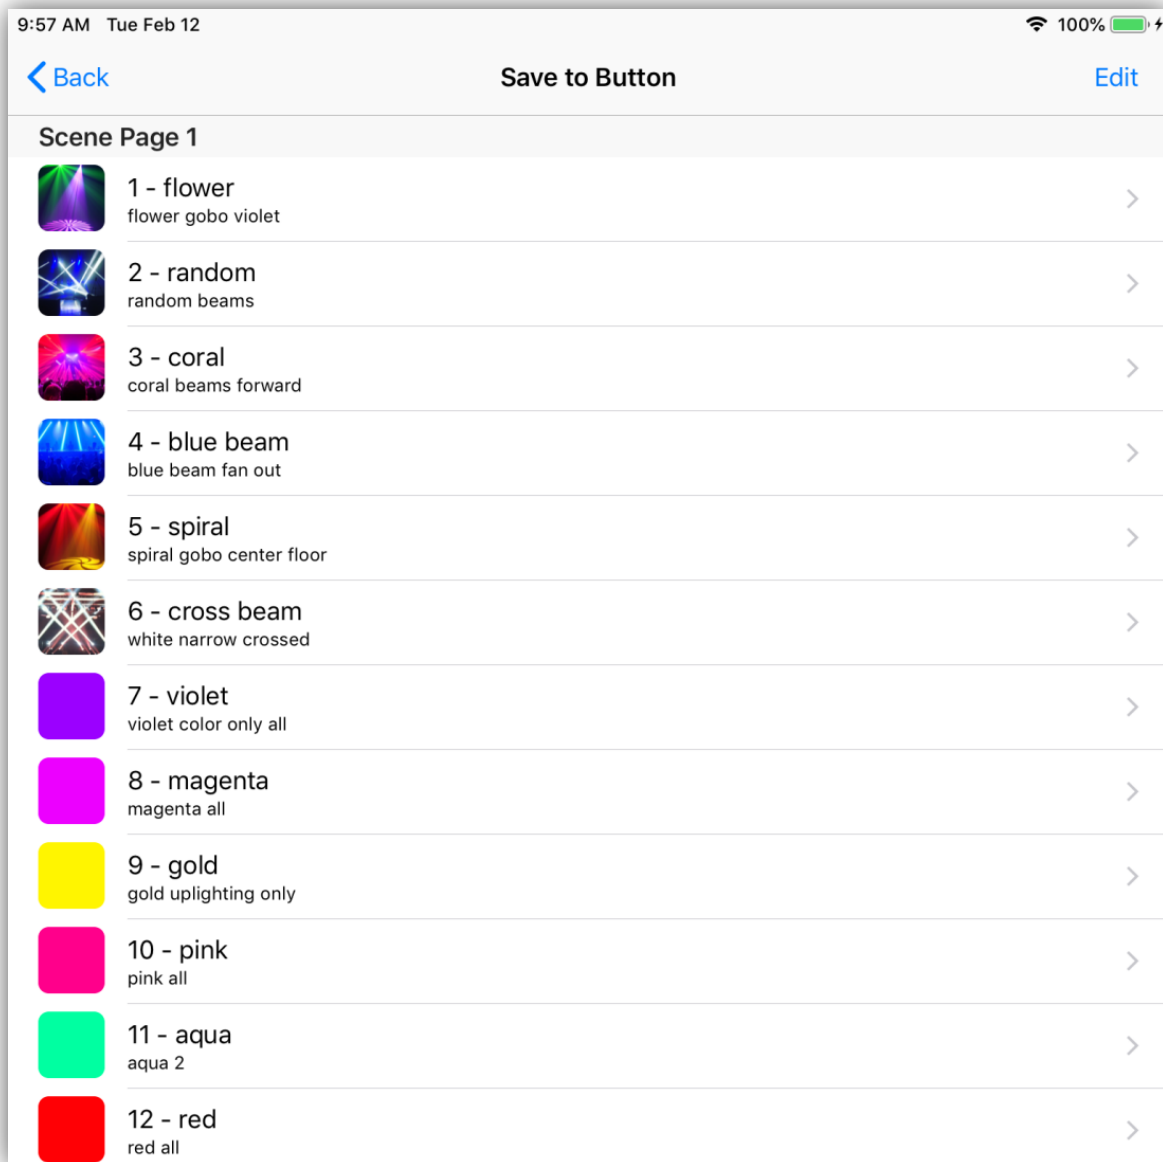 9:57 AM Tue Feb 12 100%
Back Save to Button Edit
Scene Page 1
1 - flower
flower gobo violet
2 - random
random beams
3 - coral
coral beams forward
4 - blue beam
blue beam fan out
5 - spiral
spiral gobo center floor
6 - cross beam
white narrow crossed
7 - violet
violet color only all
8 - magenta
magenta all
9 - gold
gold uplighting only
10 - pink
pink all
11 - aqua
aqua 2
12 - red
red all